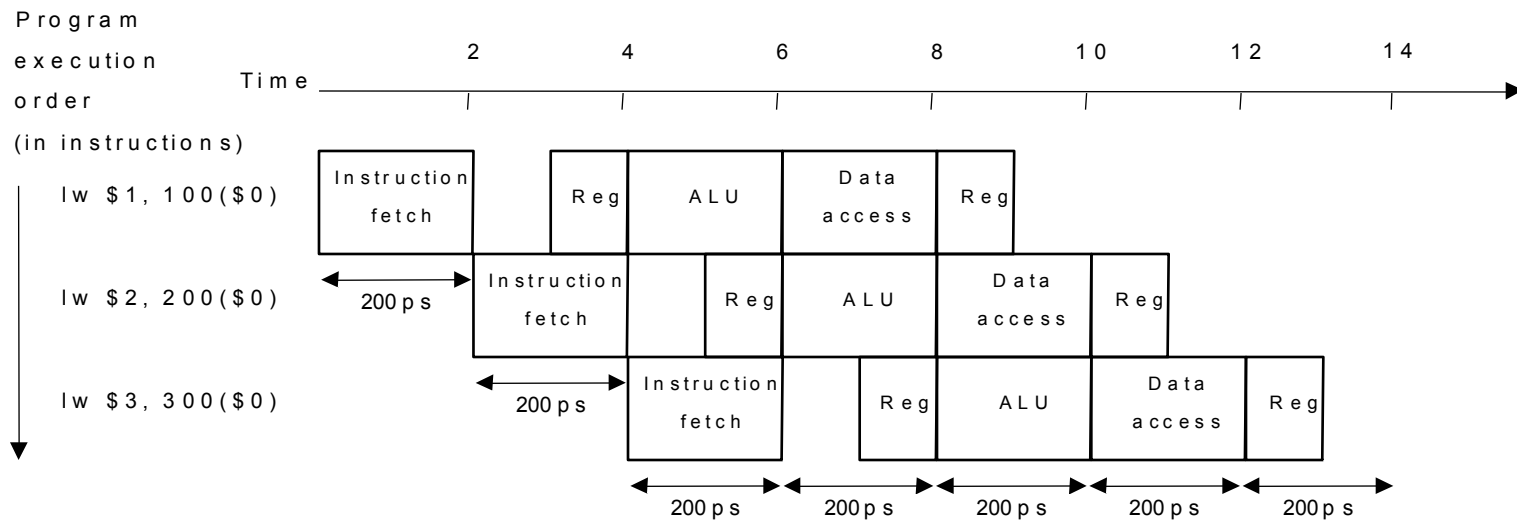 Program
execution
order
(in instructions)
Time
2 4 6 8 10 12 14
lw $1, 100($0)
Instruction
fetch
Reg
ALU
Data
access
Reg
200 ps
lw $2, 200($0)
Instruction
fetch
Reg
ALU
Data
access
Reg
200 ps
lw $3, 300($0)
Instruction
fetch
Reg
ALU
Data
access
Reg
200 ps 200 ps 200 ps 200 ps 200 ps